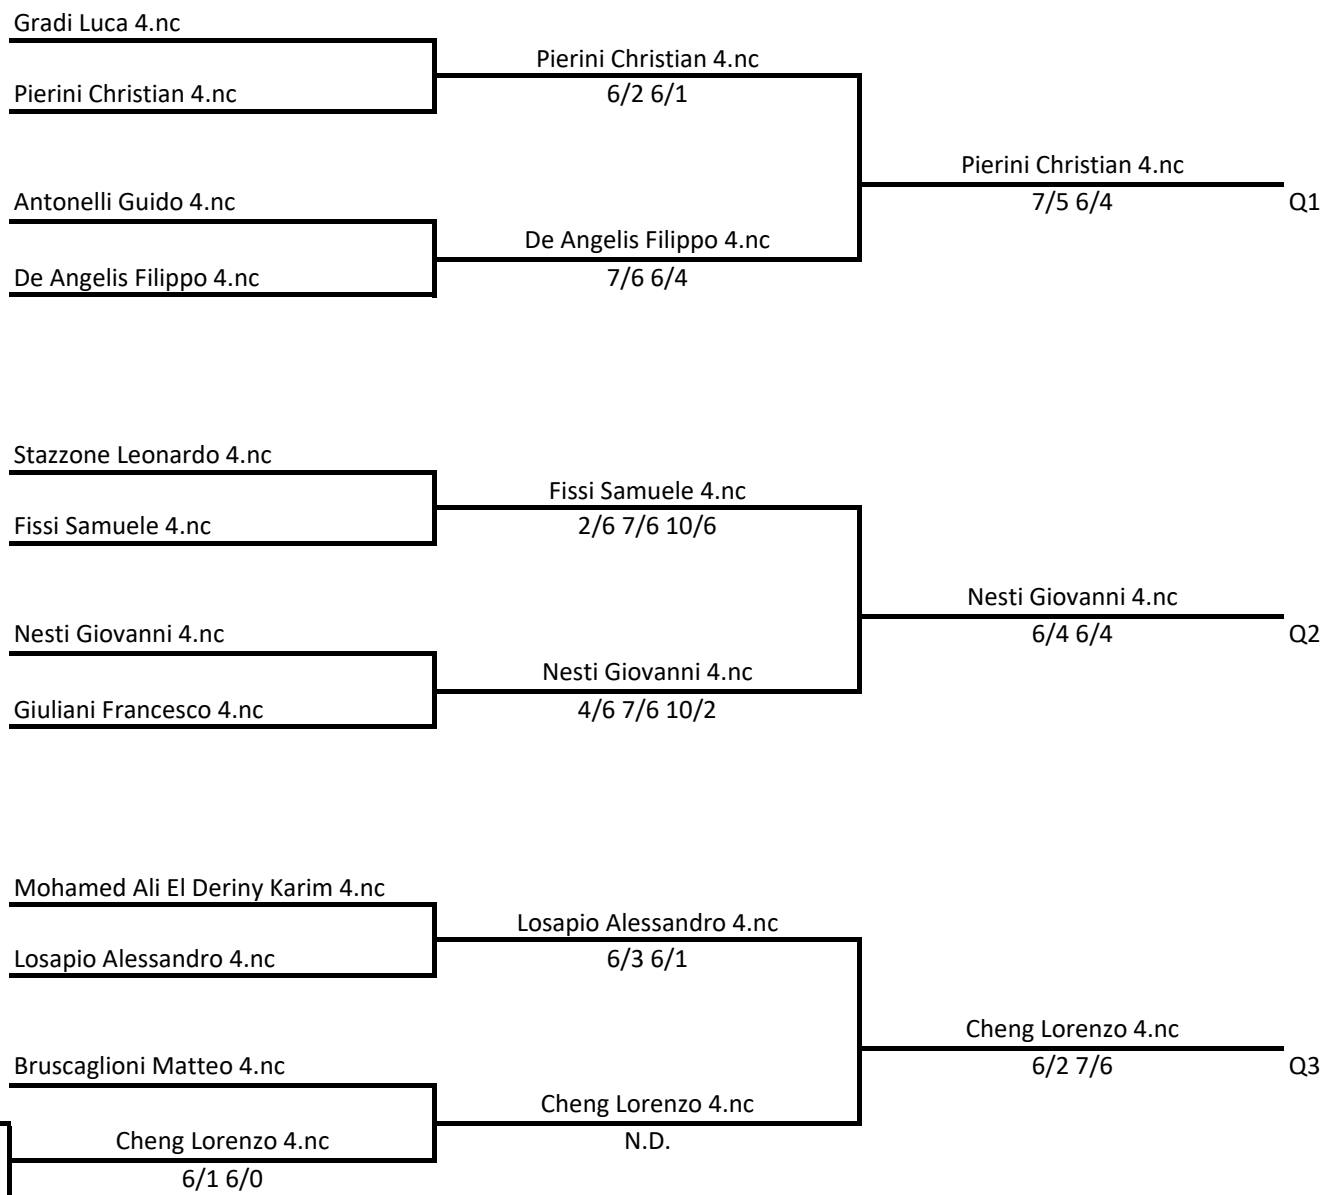 Gradi Luca 4.nc
Pierini Christian 4.nc
Pierini Christian 4.nc
6/2 6/1
Pierini Christian 4.nc
7/5 6/4
Q1
Antonelli Guido 4.nc
De Angelis Filippo 4.nc
De Angelis Filippo 4.nc
7/6 6/4
Stazzone Leonardo 4.nc
Fissi Samuele 4.nc
Fissi Samuele 4.nc
2/6 7/6 10/6
Nesti Giovanni 4.nc
6/4 6/4
Q2
Nesti Giovanni 4.nc
Nesti Giovanni 4.nc
Giuliani Francesco 4.nc
4/6 7/6 10/2
Mohamed Ali El Deriny Karim 4.nc
Losapio Alessandro 4.nc
Losapio Alessandro 4.nc
6/3 6/1
Cheng Lorenzo 4.nc
6/2 7/6
Q3
Bruscaglioni Matteo 4.nc
Cheng Lorenzo 4.nc
N.D.
Cheng Lorenzo 4.nc
6/1 6/0